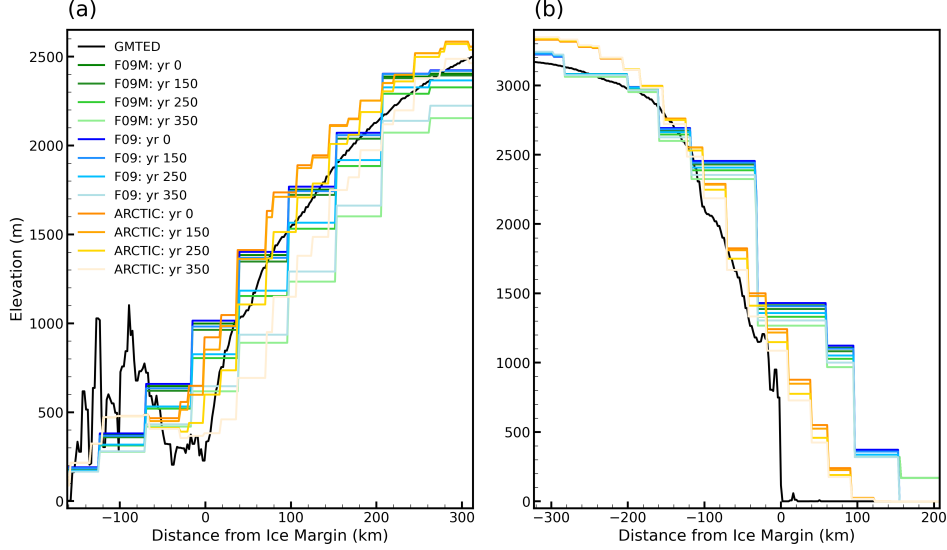 (a)
(b)
GMTED
F09M: yr 0
F09M: yr 150
F09M: yr 250
F09M: yr 350
F09: yr 0
F09: yr 150
F09: yr 250
F09: yr 350
ARCTIC: yr 0
ARCTIC: yr 150
ARCTIC: yr 250
ARCTIC: yr 350
Elevation (m)
2500
2000
1500
1000
500
0
−100 0 100 200 300
Distance from Ice Margin (km)
3000
2500
2000
1500
1000
500
0
−300 −200 −100 0 100 200
Distance from Ice Margin (km)